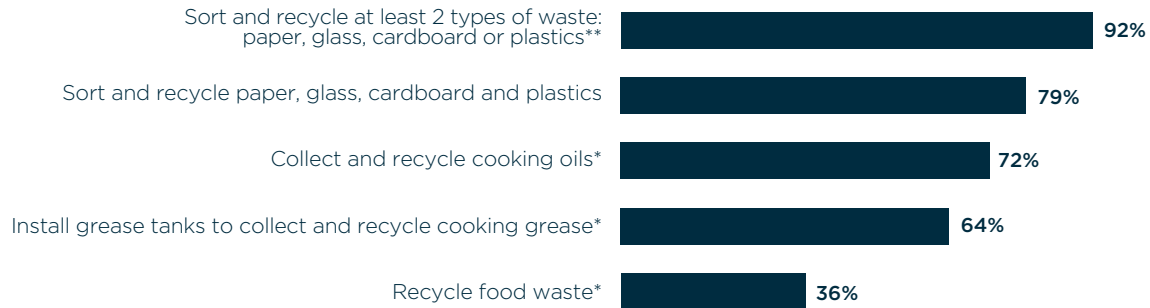 Sort and recycle at least 2 types of waste:
paper, glass, cardboard or plastics**
92%
Sort and recycle paper, glass, cardboard and plastics
79%
Collect and recycle cooking oils*
72%
Install grease tanks to collect and recycle cooking grease*
64%
Recycle food waste*
36%